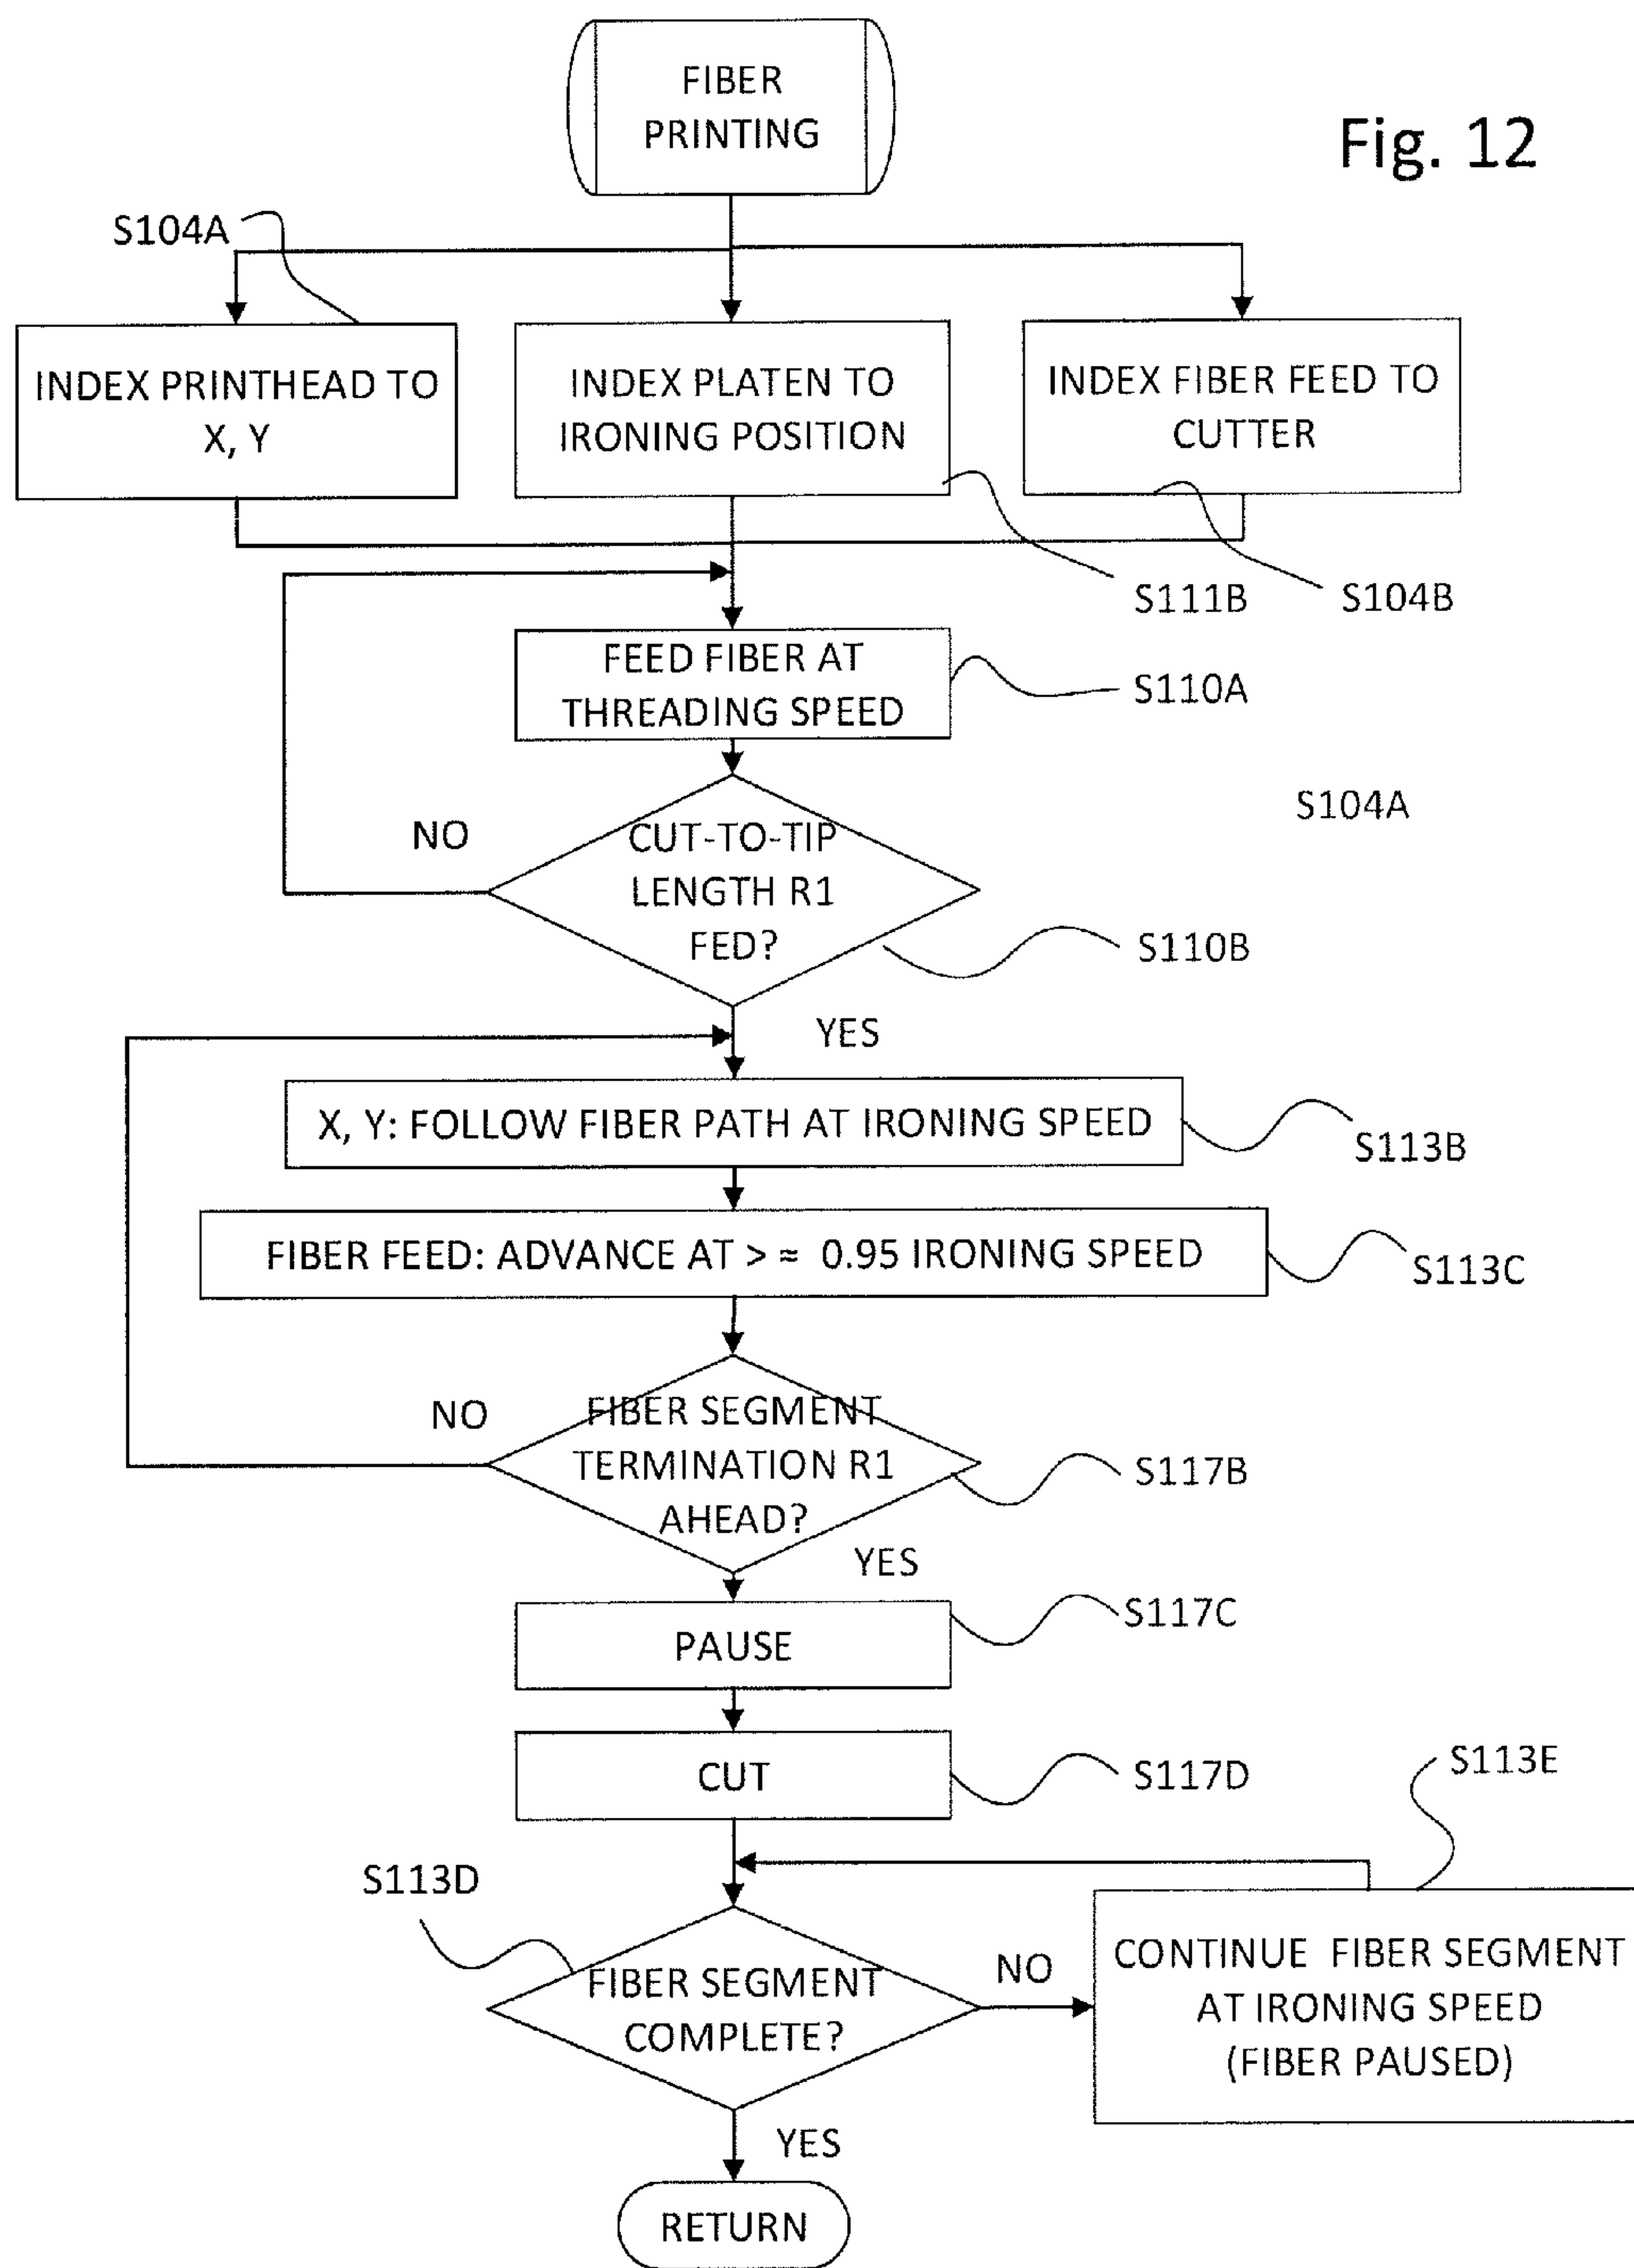 FIBER
PRINTING
Fig. 12
S104A
INDEX PRINTHEAD TO
X, Y
INDEX PLATEN TO
IRONING POSITION
INDEX FIBER FEED TO
CUTTER
S111B
S104B
FEED FIBER AT
THREADING SPEED
S110A
S104A
NO
CUT-TO-TIP
LENGTH R1
FED?
S110B
YES
X, Y: FOLLOW FIBER PATH AT IRONING SPEED
S113B
FIBER FEED: ADVANCE AT > ≈ 0.95 IRONING SPEED
S113C
NO
FIBER SEGMENT
TERMINATION R1
AHEAD?
S117B
YES
PAUSE
S117C
CUT
S117D
S113E
S113D
FIBER SEGMENT
COMPLETE?
NO
CONTINUE FIBER SEGMENT
AT IRONING SPEED
(FIBER PAUSED)
YES
RETURN